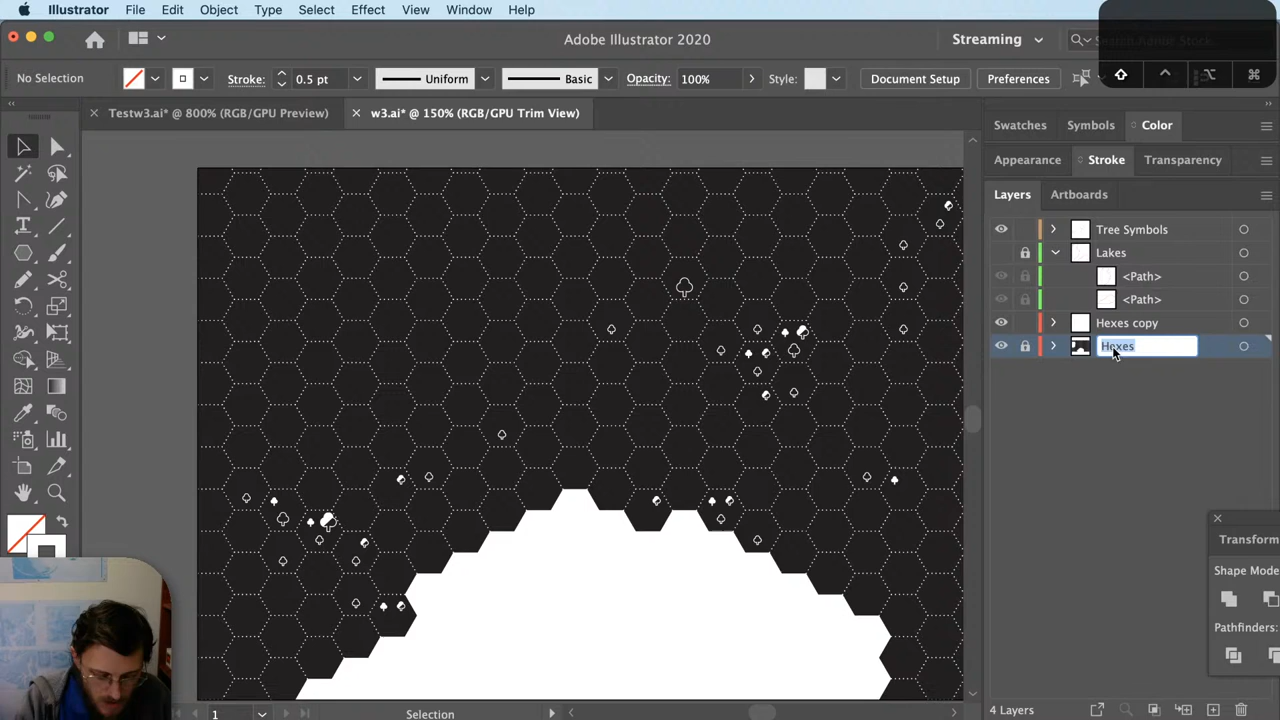 Illustrator File Edit Object Type Select Effect View Window Help
Adobe Illustrator 2020
Streaming
No Selection
Stroke: 0.5 pt
Uniform
Basic
Opacity: 100%
Style:
Document Setup
Preferences
Testw3.ai* @ 800% (RGB/GPU Preview)
w3.ai* @ 150% (RGB/GPU Trim View)
Swatches Symbols Color
Appearance Stroke Transparency
Layers Artboards
Tree Symbols
Lakes
<Path>
<Path>
Hexes copy
Hexes
Transform
Shape Mode
Pathfinders:
1
Selection
4 Layers